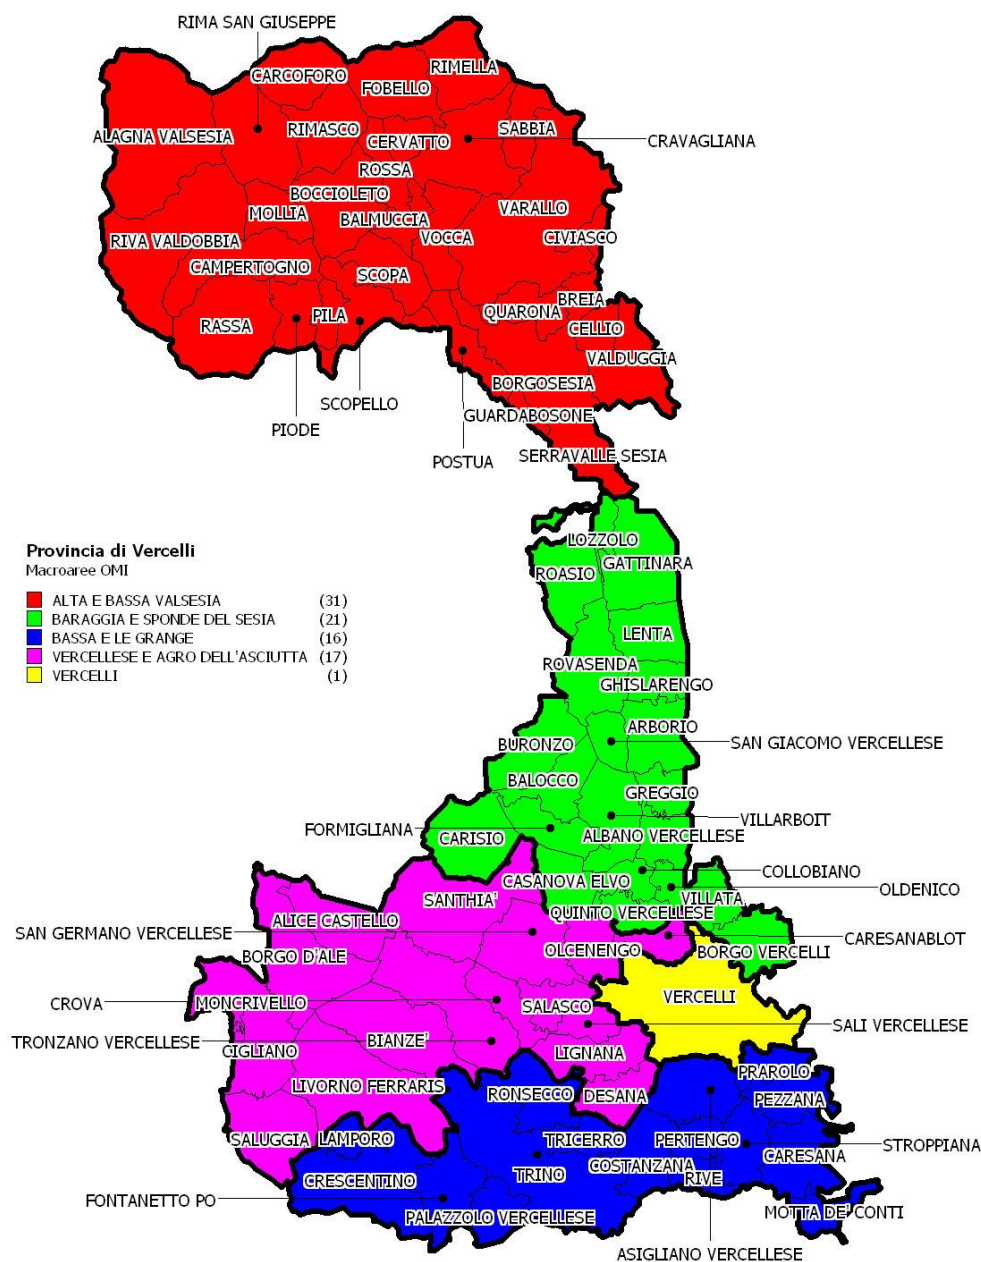 RIMA SAN GIUSEPPE
RIMELLA
CARCOFORO
FOBELLO
ALAGNA VALSESIA
RIMASCO
SABBIA
CERVATTO
CRAVAGLIANA
ROSSA
BOCCIOLETO
MOLLIA
VARALLO
BALMUCCIA
RIVA VALDOBBIA
VOCCA
CIVIASCO
CAMPERTOGNO
SCOPA
BREIA
RASSA
PILA
QUARONA
CELLIO
VALDUGGIA
BORGOSESIA
SCOPELLO
GUARDABOSONE
PIODE
SERRAVALLE SESIA
POSTUA
Provincia di Vercelli
Macroaree OMI
ALTA E BASSA VALSESIA (31)
BARAGGIA E SPONDE DEL SESIA (21)
BASSA E LE GRANGE (16)
VERCELLESE E AGRO DELL'ASCIUTTA (17)
VERCELLI (1)
LOZZOLO
GATTINARA
ROASIO
LENTA
ROVASENDA
GHISLARENGO
ARBORIO
BURONZO
SAN GIACOMO VERCELLESE
BALOCCO
GREGGIO
VILLARBOIT
FORMIGLIANA
CARISIO
ALBANO VERCELLESE
COLLOBIANO
CASANOVA ELVO
OLDENICO
SANTHIA'
VILLATA
ALICE CASTELLO
QUINTO VERCELLESE
SAN GERMANO VERCELLESE
CARESANABLOT
BORGO D'ALE
OLCENENGO
BORGO VERCELLI
CROVA
MONCRIVELLO
VERCELLI
SALASCO
SALI VERCELLESE
TRONZANO VERCELLESE
BIANZE'
CIGLIANO
LIGNANA
PRAROLO
LIVORNO FERRARIS
RONSECCO
DESANA
PEZZANA
SALUGGIA
LAMPORO
TRICERRO
PERTENGO
STROPPIANA
CARESANA
COSTANZANA
CRESCENTINO
TRINO
RIVE
FONTANETTO PO
PALAZZOLO VERCELLESE
MOTTA DE' CONTI
ASIGLIANO VERCELLESE